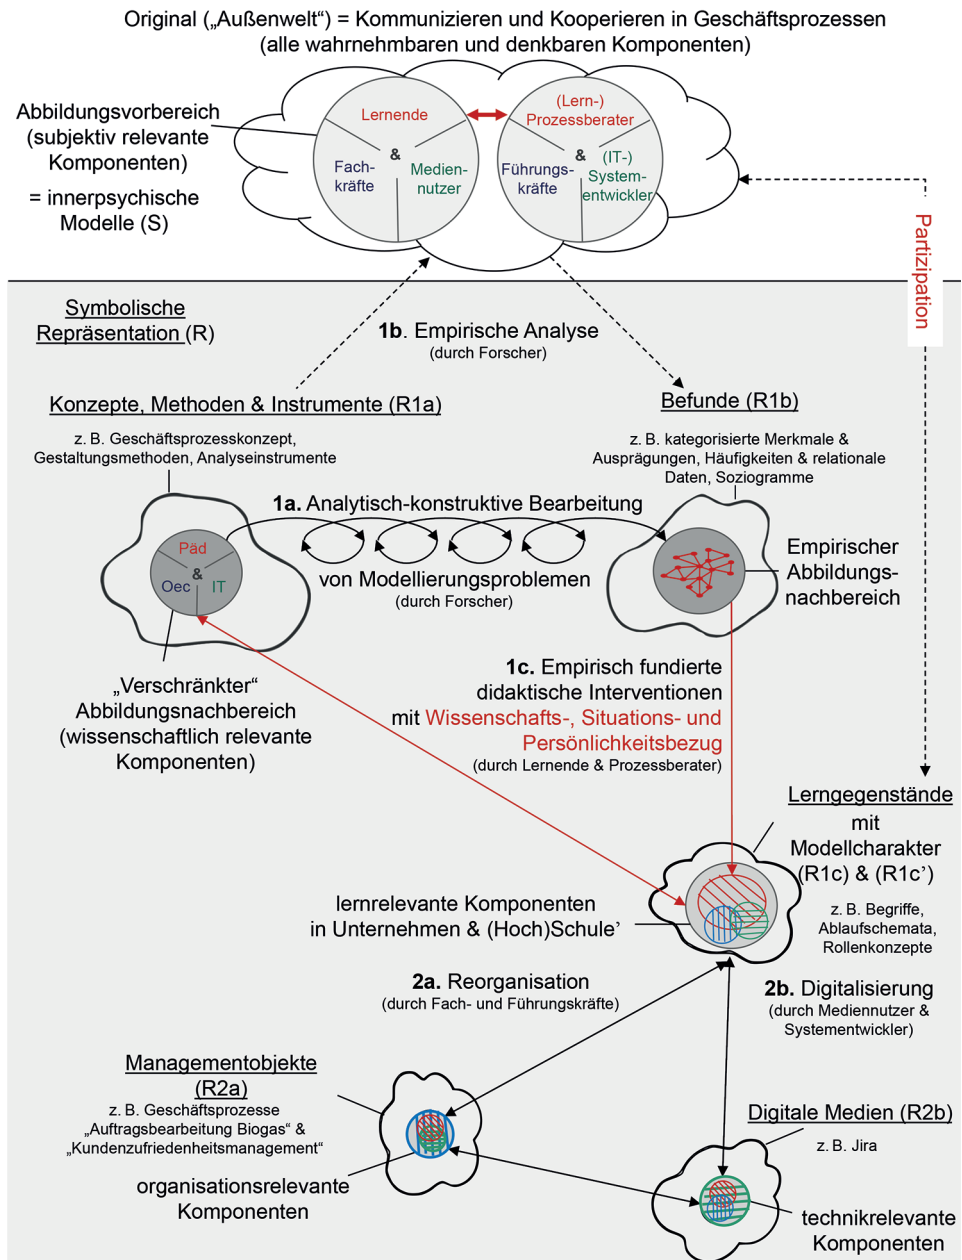 Original („Außenwelt“) = Kommunizieren und Kooperieren in Geschäftsprozessen
(alle wahrnehmbaren und denkbaren Komponenten)
Abbildungsvorbereich
(subjektiv relevante
Komponenten)
= innerpsychische
Modelle (S)
Lernende
&
Fach-
kräfte
Medien-
nutzer
(Lern-)
Prozessberater
&
Führungs-
kräfte
(IT-)
System-
entwickler
Partizipation
Symbolische
Repräsentation (R)
1b. Empirische Analyse
(durch Forscher)
Konzepte, Methoden & Instrumente (R1a)
z. B. Geschäftsprozesskonzept,
Gestaltungsmethoden, Analyseinstrumente
Befunde (R1b)
z. B. kategorisierte Merkmale &
Ausprägungen, Häufigkeiten & relationale
Daten, Soziogramme
1a. Analytisch-konstruktive Bearbeitung
von Modellierungsproblemen
(durch Forscher)
Päd
&
Oec
IT
Empirischer
Abbildungs-
nachbereich
„Verschränkter“
Abbildungsnachbereich
(wissenschaftlich relevante
Komponenten)
1c. Empirisch fundierte
didaktische Interventionen
mit Wissenschafts-, Situations- und
Persönlichkeitsbezug
(durch Lernende & Prozessberater)
Lerngegenstände
mit
Modellcharakter
(R1c) & (R1c’)
z. B. Begriffe,
Ablaufschemata,
Rollenkonzepte
lernrelevante Komponenten
in Unternehmen & (Hoch)Schule’
2a. Reorganisation
(durch Fach- und Führungskräfte)
2b. Digitalisierung
(durch Mediennutzer &
Systementwickler)
Managementobjekte
(R2a)
z. B. Geschäftsprozesse
„Auftragsbearbeitung Biogas“ &
„Kundenzufriedenheitsmanagement“
organisationsrelevante
Komponenten
Digitale Medien (R2b)
z. B. Jira
technikrelevante
Komponenten